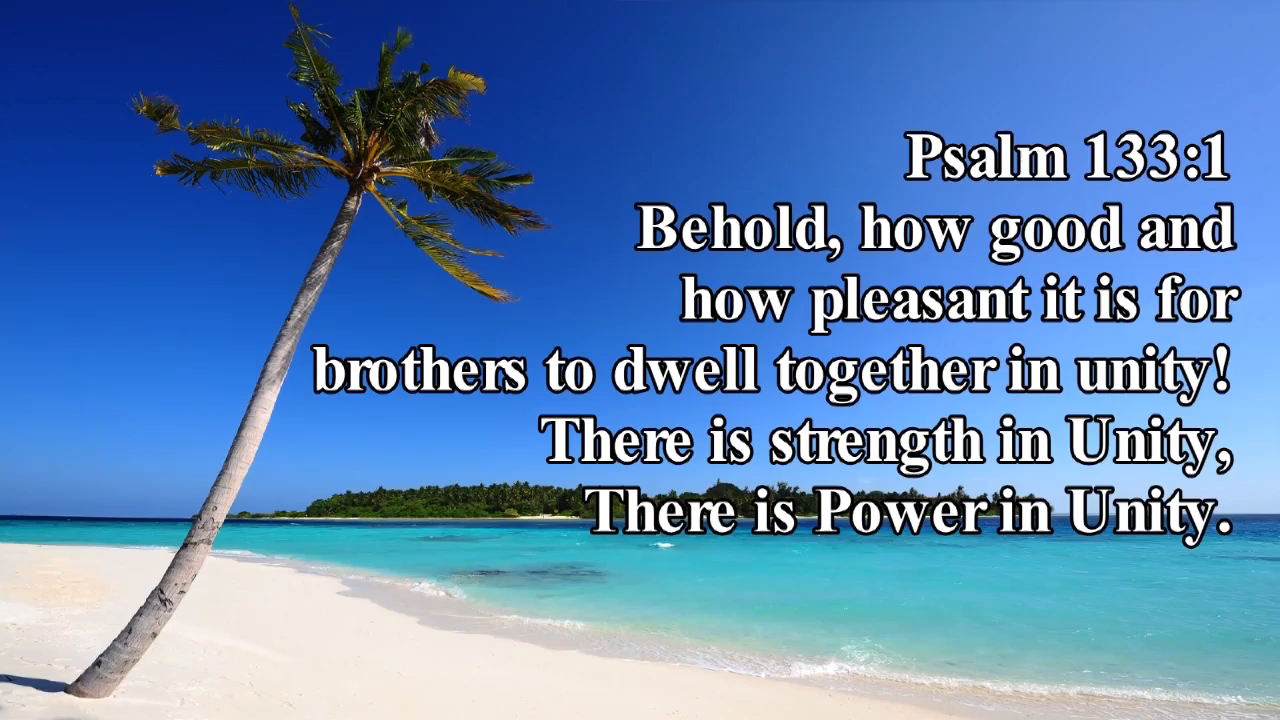 Psalm 133:1
Behold, how good and
how pleasant it is for
brothers to dwell together in unity!
There is strength in Unity,
There is Power in Unity.